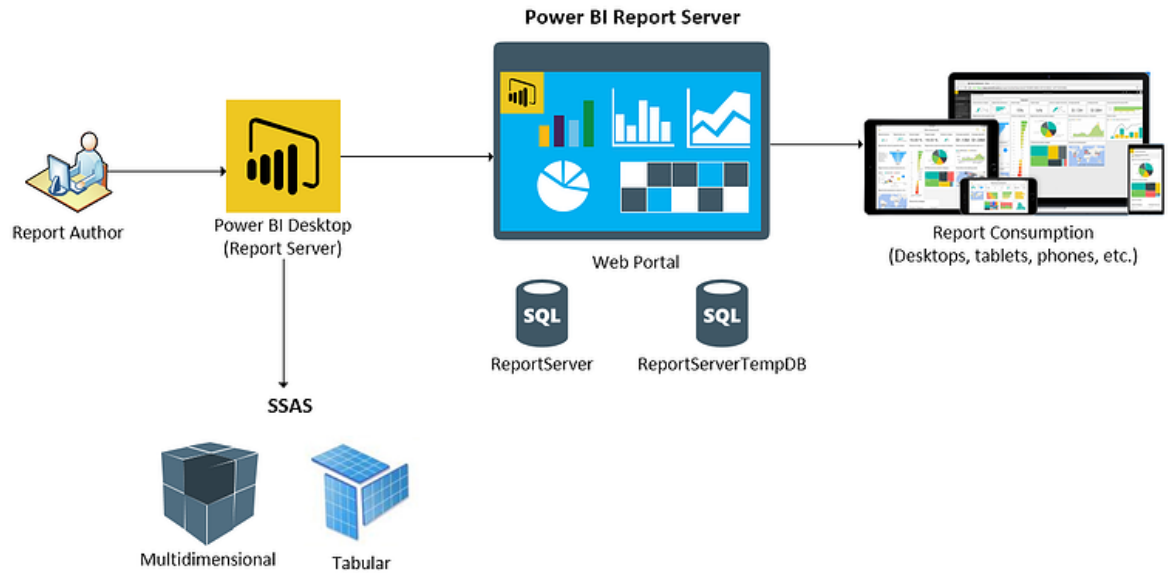 Power BI Report Server
Report Author
Power BI Desktop
(Report Server)
Web Portal
Report Consumption
(Desktops, tablets, phones, etc.)
SQL
SQL
ReportServer
ReportServerTempDB
SSAS
Multidimensional
Tabular